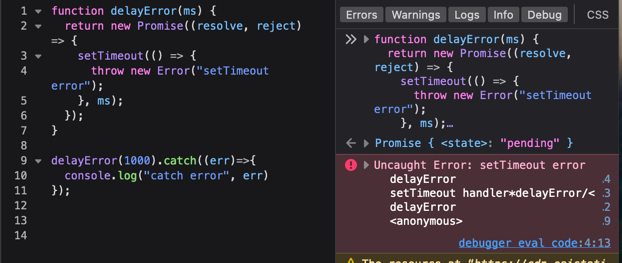 1 function delayError(ms) {
2 return new Promise((resolve, reject)
=> {
3 setTimeout(() => {
4 throw new Error("setTimeout
error");
5 }, ms);
6 });
7 }
8
9 delayError(1000).catch((err)=>{
10 console.log("catch error", err)
11 });
12
13
14
Errors Warnings Logs Info Debug CSS
function delayError(ms) {
return new Promise((resolve,
reject) => {
setTimeout(() => {
throw new Error("setTimeout
error");
}, ms);…
Promise { <state>: "pending" }
Uncaught Error: setTimeout error
delayError .4
setTimeout handler*delayError/< .3
delayError .2
<anonymous> .9
debugger eval code:4:13
The resource at